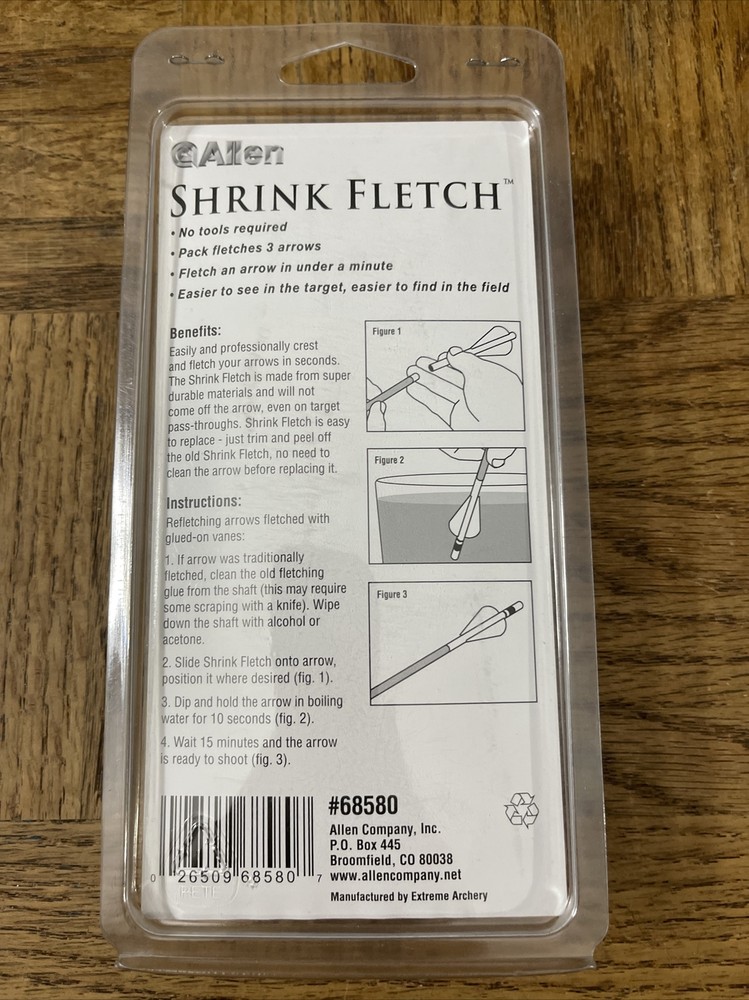 Allen
SHRINK FLETCH™
• No tools required
• Pack fletches 3 arrows
• Fletch an arrow in under a minute
• Easier to see in the target, easier to find in the field
Benefits:
Easily and professionally crest
and fletch your arrows in seconds.
The Shrink Fletch is made from super
durable materials and will not
come off the arrow, even on target
pass-throughs. Shrink Fletch is easy
to replace - just trim and peel off
the old Shrink Fletch, no need to
clean the arrow before replacing it.
Instructions:
Refletching arrows fletched with
glued-on vanes:
1. If arrow was traditionally
fletched, clean the old fletching
glue from the shaft (this may require
some scraping with a knife). Wipe
down the shaft with alcohol or
acetone.
2. Slide Shrink Fletch onto arrow,
position it where desired (fig. 1).
3. Dip and hold the arrow in boiling
water for 10 seconds (fig. 2).
4. Wait 15 minutes and the arrow
is ready to shoot (fig. 3).
Figure 1
Figure 2
Figure 3
0 26509 68580 7
PETE
#68580
Allen Company, Inc.
P.O. Box 445
Broomfield, CO 80038
www.allencompany.net
Manufactured by Extreme Archery